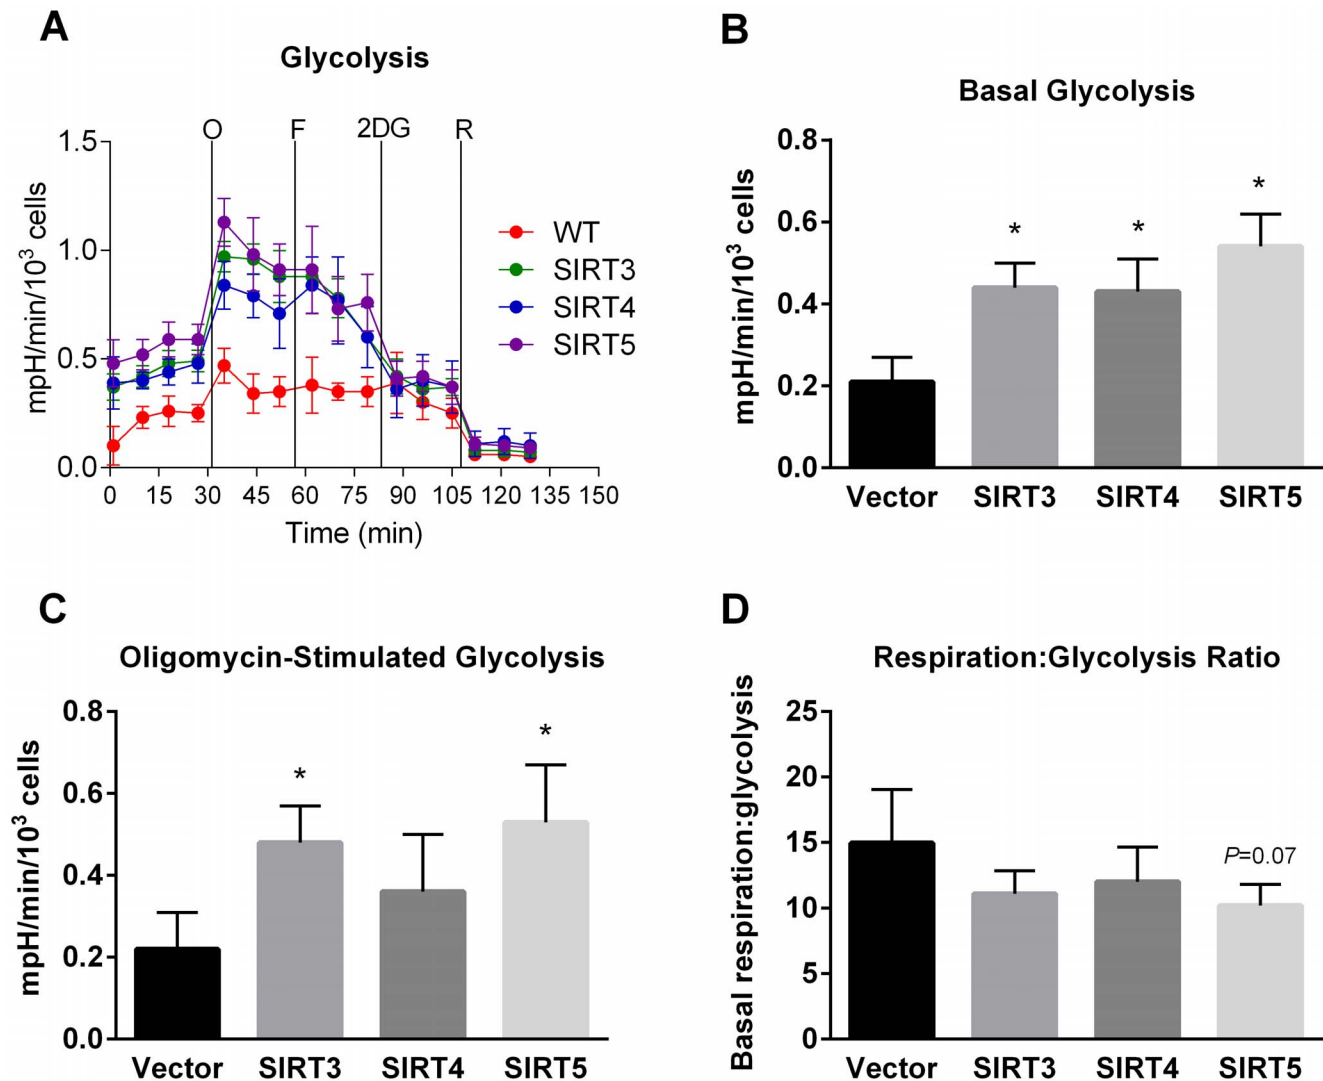 A
Glycolysis
O F 2DG R
1.5
1.0
0.5
0.0
mpH/min/10³ cells
0 15 30 45 60 75 90 105 120 135 150
Time (min)
WT
SIRT3
SIRT4
SIRT5
B
Basal Glycolysis
0.8
0.6
0.4
0.2
0.0
mpH/min/10³ cells
* * *
Vector SIRT3 SIRT4 SIRT5
C
Oligomycin-Stimulated Glycolysis
0.8
0.6
0.4
0.2
0.0
mpH/min/10³ cells
* *
Vector SIRT3 SIRT4 SIRT5
D
Respiration:Glycolysis Ratio
25
20
15
10
5
0
Basal respiration:glycolysis
P=0.07
Vector SIRT3 SIRT4 SIRT5